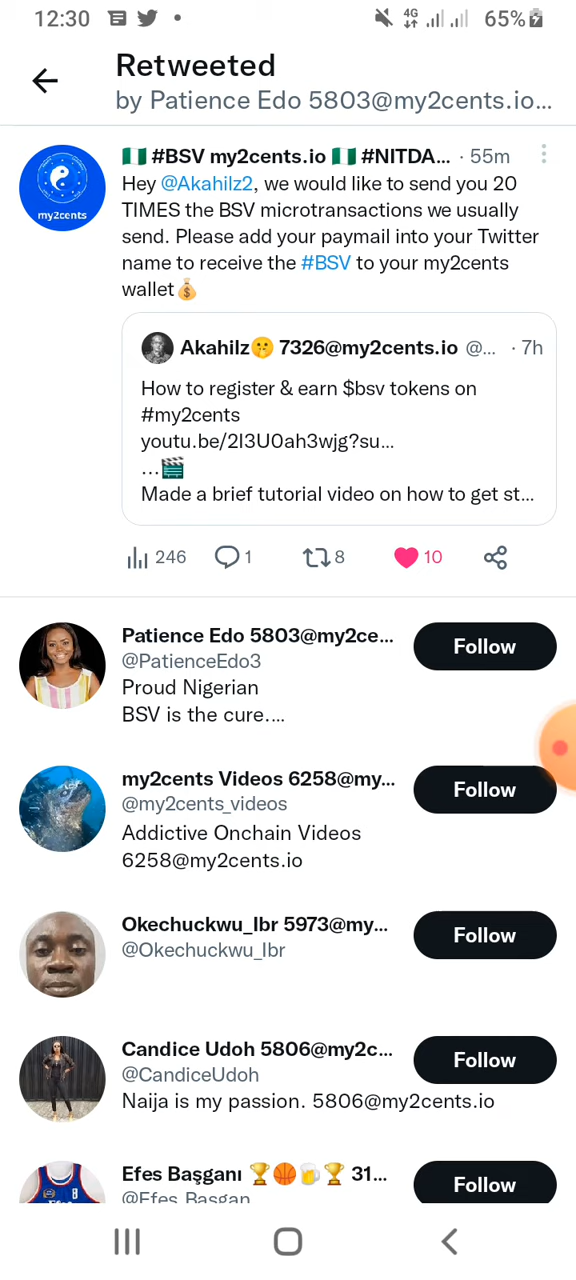 12:30 4G 65%
Retweeted
by Patience Edo 5803@my2cents.io...
🇳🇬 #BSV my2cents.io 🇳🇬 #NITDA... · 55m
my2cents
Hey @Akahilz2, we would like to send you 20
TIMES the BSV microtransactions we usually
send. Please add your paymail into your Twitter
name to receive the #BSV to your my2cents
wallet💰
Akahilz🤫 7326@my2cents.io @... · 7h
How to register & earn $bsv tokens on
#my2cents
youtu.be/2I3U0ah3wjg?su...
...🎬
Made a brief tutorial video on how to get st...
246 1 8 10
Patience Edo 5803@my2ce... Follow
@PatienceEdo3
Proud Nigerian
BSV is the cure....
my2cents Videos 6258@my... Follow
@my2cents_videos
Addictive Onchain Videos
6258@my2cents.io
Okechuckwu_Ibr 5973@my... Follow
@Okechuckwu_Ibr
Candice Udoh 5806@my2c... Follow
@CandiceUdoh
Naija is my passion. 5806@my2cents.io
Efes Başganı 🏆🏀🍺🏆 31... Follow
@Efes_Basgan